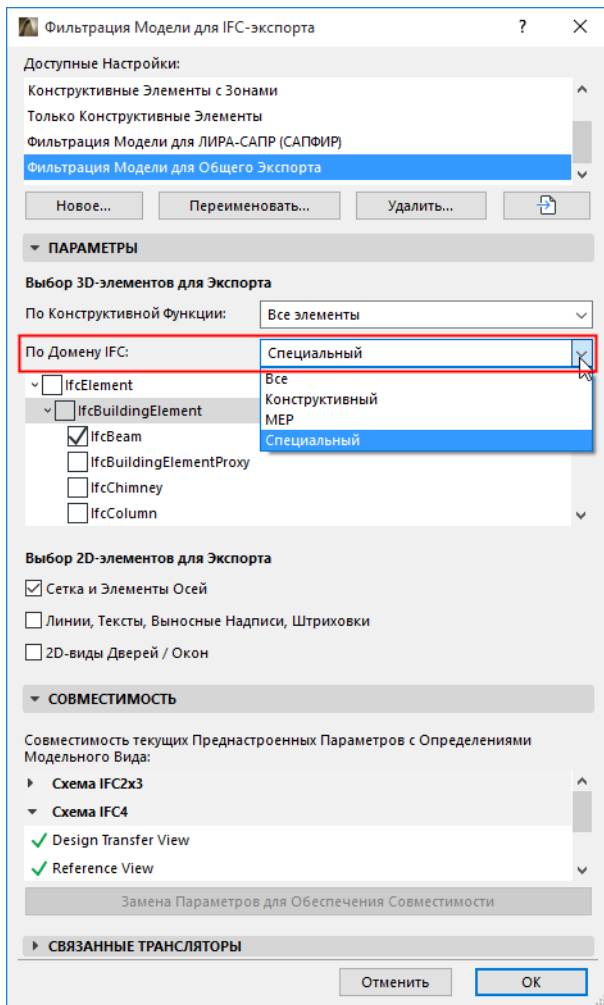 Фильтрация Модели для IFC-экспорта
?
Доступные Настройки:
Конструктивные Элементы с Зонами
Только Конструктивные Элементы
Фильтрация Модели для ЛИРА-САПР (САПФИР)
Фильтрация Модели для Общего Экспорта
Новое... Переименовать... Удалить...
ПАРАМЕТРЫ
Выбор 3D-элементов для Экспорта
По Конструктивной Функции: Все элементы
По Домену IFC: Специальный
Все
Конструктивный
MEP
Специальный
IfcElement
IfcBuildingElement
IfcBeam
IfcBuildingElementProxy
IfcChimney
IfcColumn
Выбор 2D-элементов для Экспорта
Сетка и Элементы Осей
Линии, Тексты, Выносные Надписи, Штриховки
2D-виды Дверей / Окон
СОВМЕСТИМОСТЬ
Совместимость текущих Преднастроенных Параметров с Определениями
Модельного Вида:
Схема IFC2x3
Схема IFC4
Design Transfer View
Reference View
Замена Параметров для Обеспечения Совместимости
СВЯЗАННЫЕ ТРАНСЛЯТОРЫ
Отменить OK